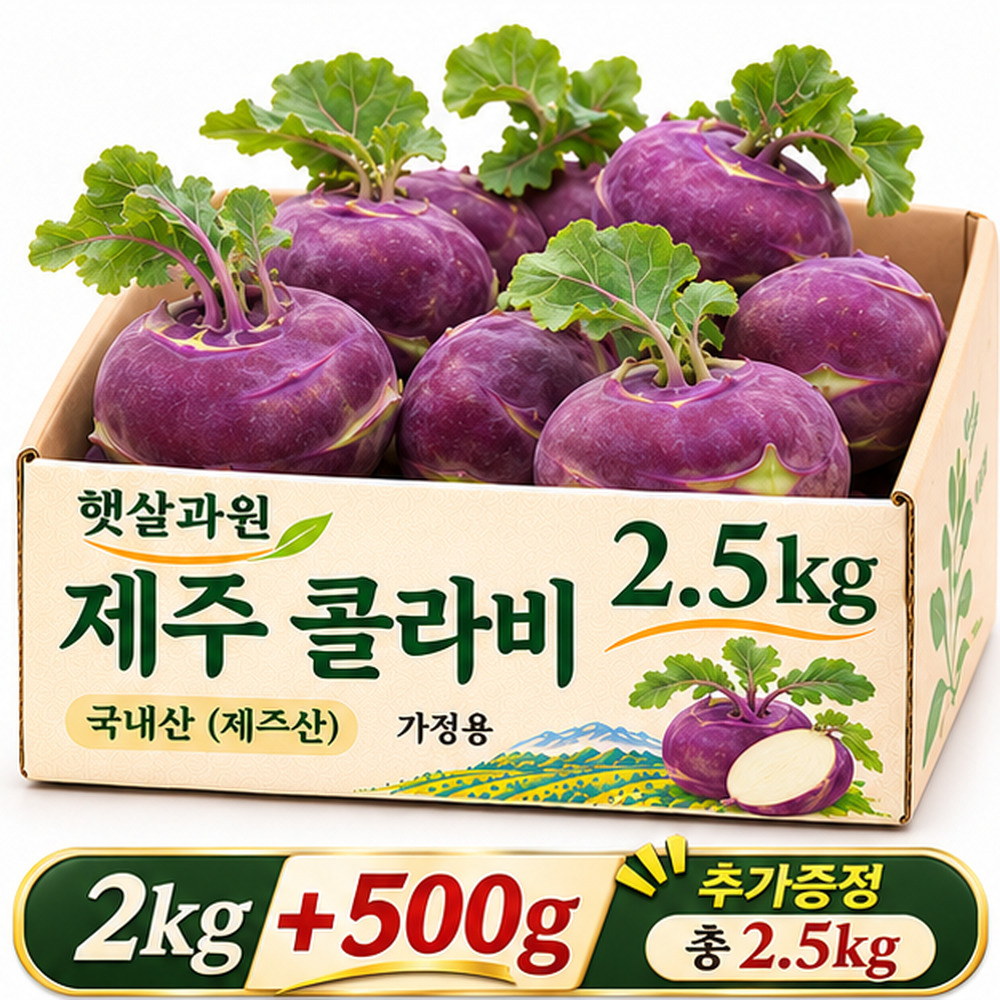 햇살과원
제주 콜라비
2.5kg
국내산 (제즈산)
가정용
2kg +500g
추가증정
총 2.5kg